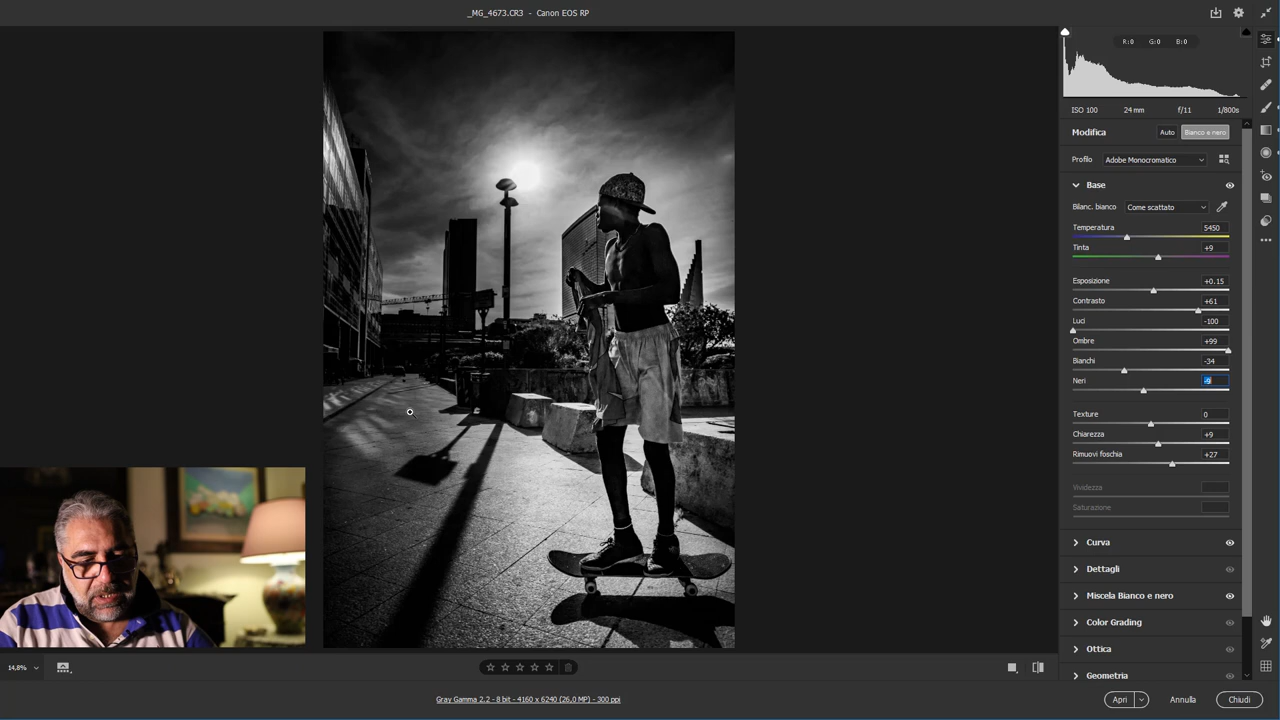 _MG_4673.CR3 - Canon EOS RP
R:0 G:0 B:0
ISO 100 24 mm f/11 1/800s
Modifica Auto Bianco e nero
Profilo Adobe Monocromatico
Base
Bilanc. bianco Come scattato
Temperatura 5450
Tinta +9
Esposizione +0.15
Contrasto +61
Luci -100
Ombre +99
Bianchi -34
Neri -9
Texture 0
Chiarezza +9
Rimuovi foschia +27
Vividezza
Saturazione
Curva
Dettagli
Miscela Bianco e nero
Color Grading
Ottica
Geometria
14,8%
Gray Gamma 2.2 - 8 bit - 4160 x 6240 (26,0 MP) - 300 ppi
Apri Annulla Chiudi